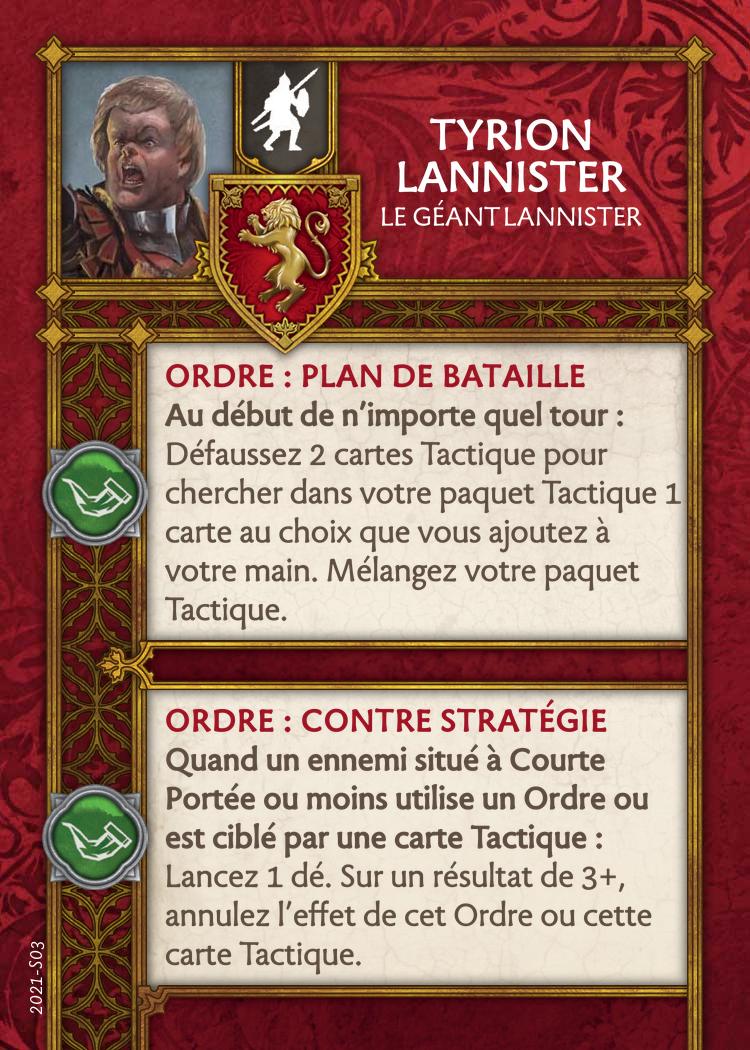 TYRION
LANNISTER
LE GÉANT LANNISTER
ORDRE : PLAN DE BATAILLE
Au début de n'importe quel tour :
Défaussez 2 cartes Tactique pour
chercher dans votre paquet Tactique 1
carte au choix que vous ajoutez à
votre main. Mélangez votre paquet
Tactique.
ORDRE : CONTRE STRATÉGIE
Quand un ennemi situé à Courte
Portée ou moins utilise un Ordre ou
est ciblé par une carte Tactique :
Lancez 1 dé. Sur un résultat de 3+,
annulez l'effet de cet Ordre ou cette
carte Tactique.
2021-S03